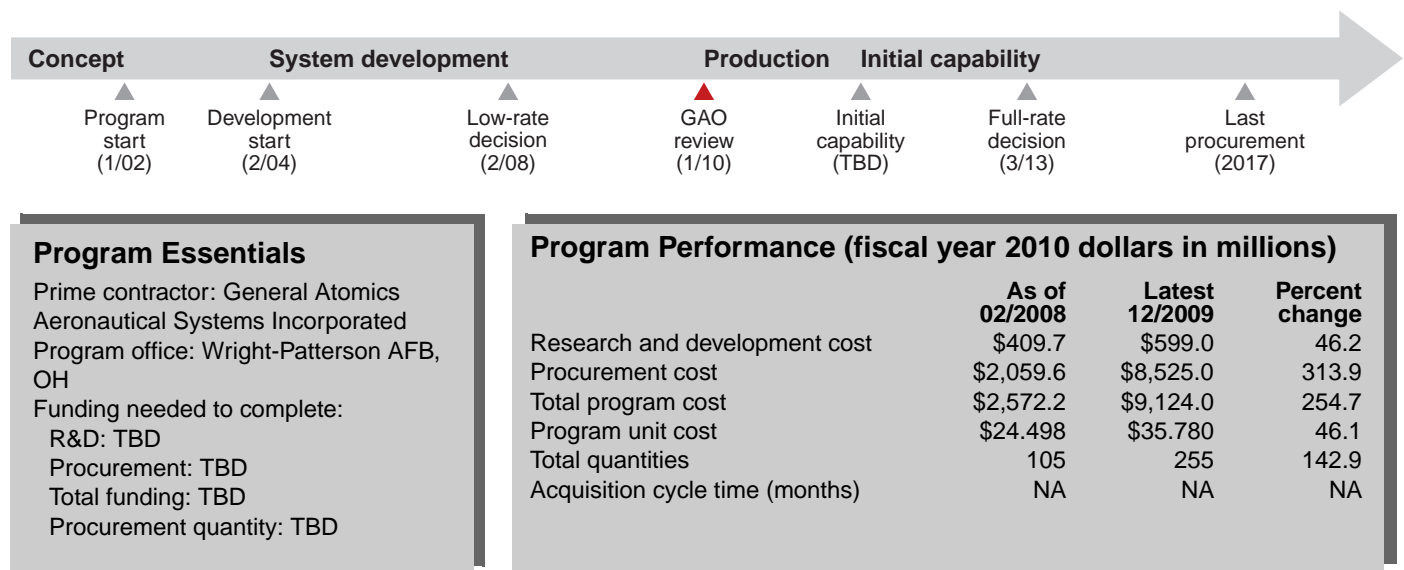 Concept System development Production Initial capability
Program start (1/02)
Development start (2/04)
Low-rate decision (2/08)
GAO review (1/10)
Initial capability (TBD)
Full-rate decision (3/13)
Last procurement (2017)
Program Essentials
Prime contractor: General Atomics
Aeronautical Systems Incorporated
Program office: Wright-Patterson AFB,
OH
Funding needed to complete:
R&D: TBD
Procurement: TBD
Total funding: TBD
Procurement quantity: TBD
Program Performance (fiscal year 2010 dollars in millions)
As of 02/2008 Latest 12/2009 Percent change
Research and development cost $409.7 $599.0 46.2
Procurement cost $2,059.6 $8,525.0 313.9
Total program cost $2,572.2 $9,124.0 254.7
Program unit cost $24.498 $35.780 46.1
Total quantities 105 255 142.9
Acquisition cycle time (months) NA NA NA